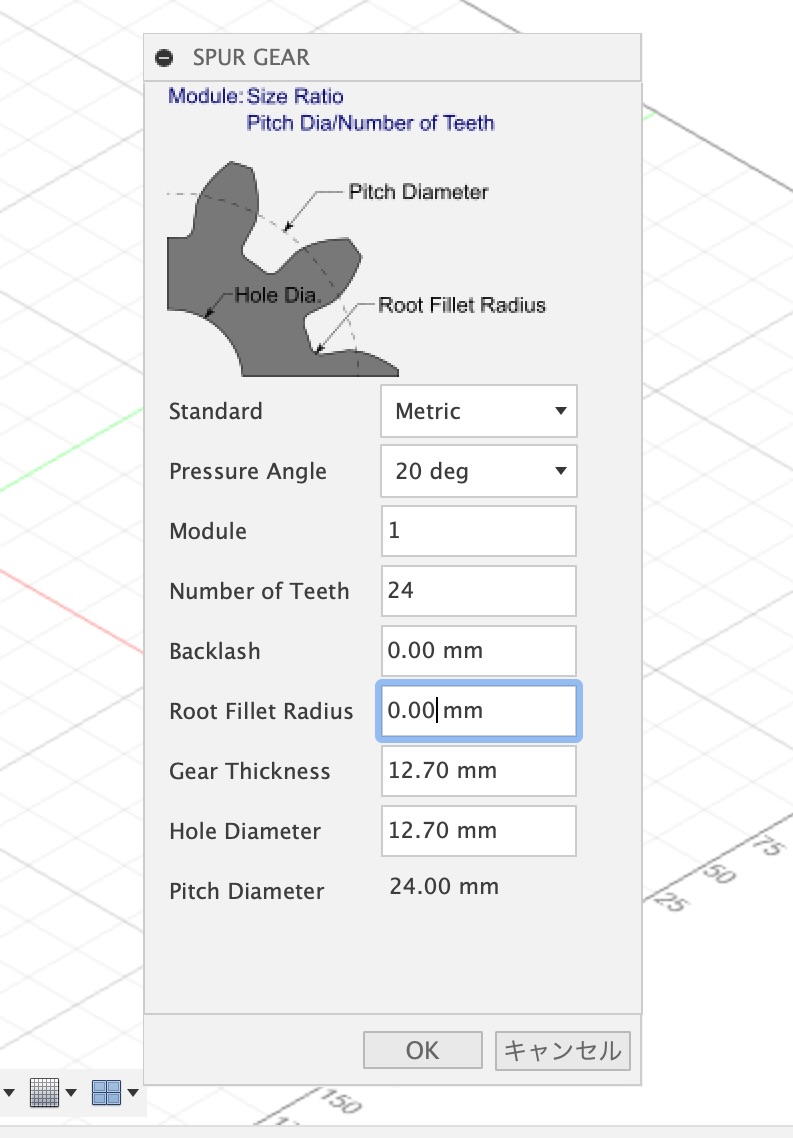 SPUR GEAR
Module: Size Ratio
Pitch Dia/Number of Teeth
Pitch Diameter
Hole Dia.
Root Fillet Radius
Standard Metric
Pressure Angle 20 deg
Module 1
Number of Teeth 24
Backlash 0.00 mm
Root Fillet Radius 0.00 mm
Gear Thickness 12.70 mm
Hole Diameter 12.70 mm
Pitch Diameter 24.00 mm
75
50
25
OK キャンセル
150